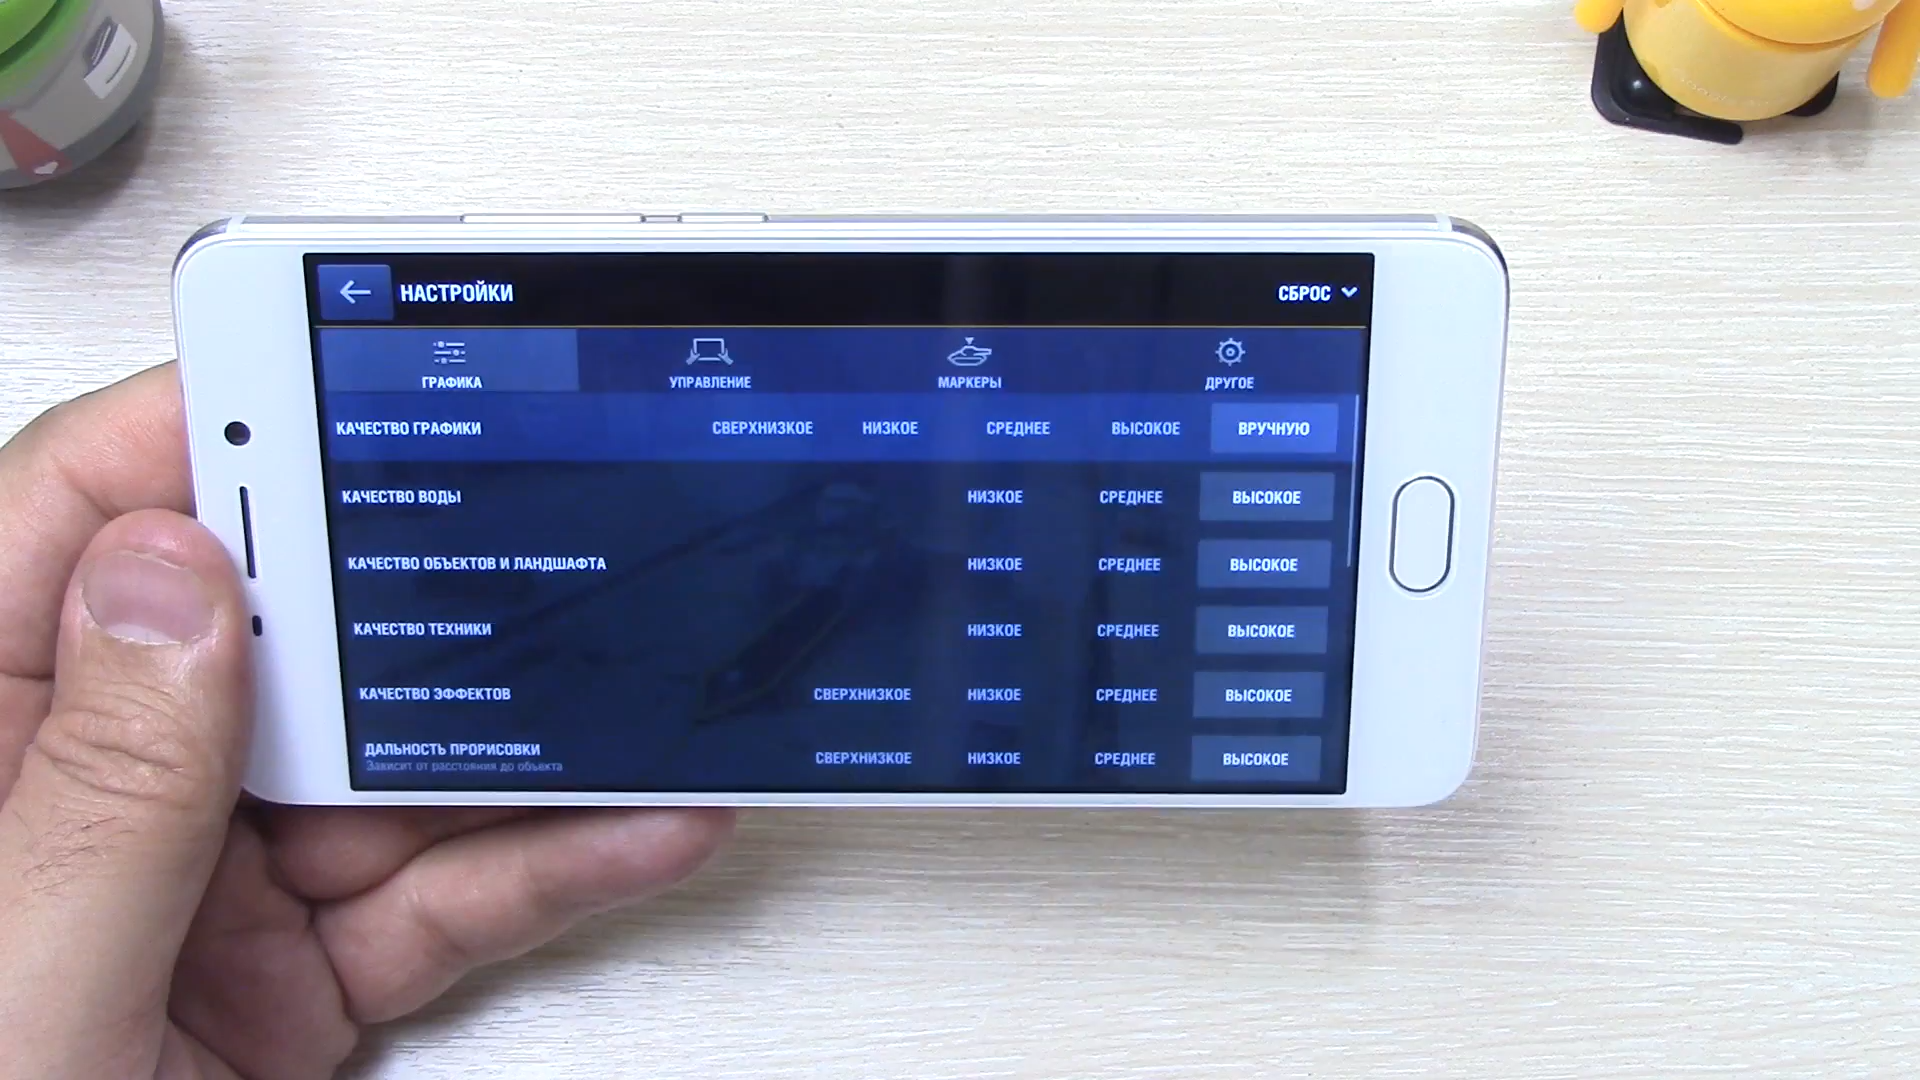 НАСТРОЙКИ СБРОС
ГРАФИКА УПРАВЛЕНИЕ МАРКЕРЫ ДРУГОЕ
КАЧЕСТВО ГРАФИКИ СВЕРХНИЗКОЕ НИЗКОЕ СРЕДНЕЕ ВЫСОКОЕ ВРУЧНУЮ
КАЧЕСТВО ВОДЫ НИЗКОЕ СРЕДНЕЕ ВЫСОКОЕ
КАЧЕСТВО ОБЪЕКТОВ И ЛАНДШАФТА НИЗКОЕ СРЕДНЕЕ ВЫСОКОЕ
КАЧЕСТВО ТЕХНИКИ НИЗКОЕ СРЕДНЕЕ ВЫСОКОЕ
КАЧЕСТВО ЭФФЕКТОВ СВЕРХНИЗКОЕ НИЗКОЕ СРЕДНЕЕ ВЫСОКОЕ
ДАЛЬНОСТЬ ПРОРИСОВКИ СВЕРХНИЗКОЕ НИЗКОЕ СРЕДНЕЕ ВЫСОКОЕ
Зависит от расстояния до объекта